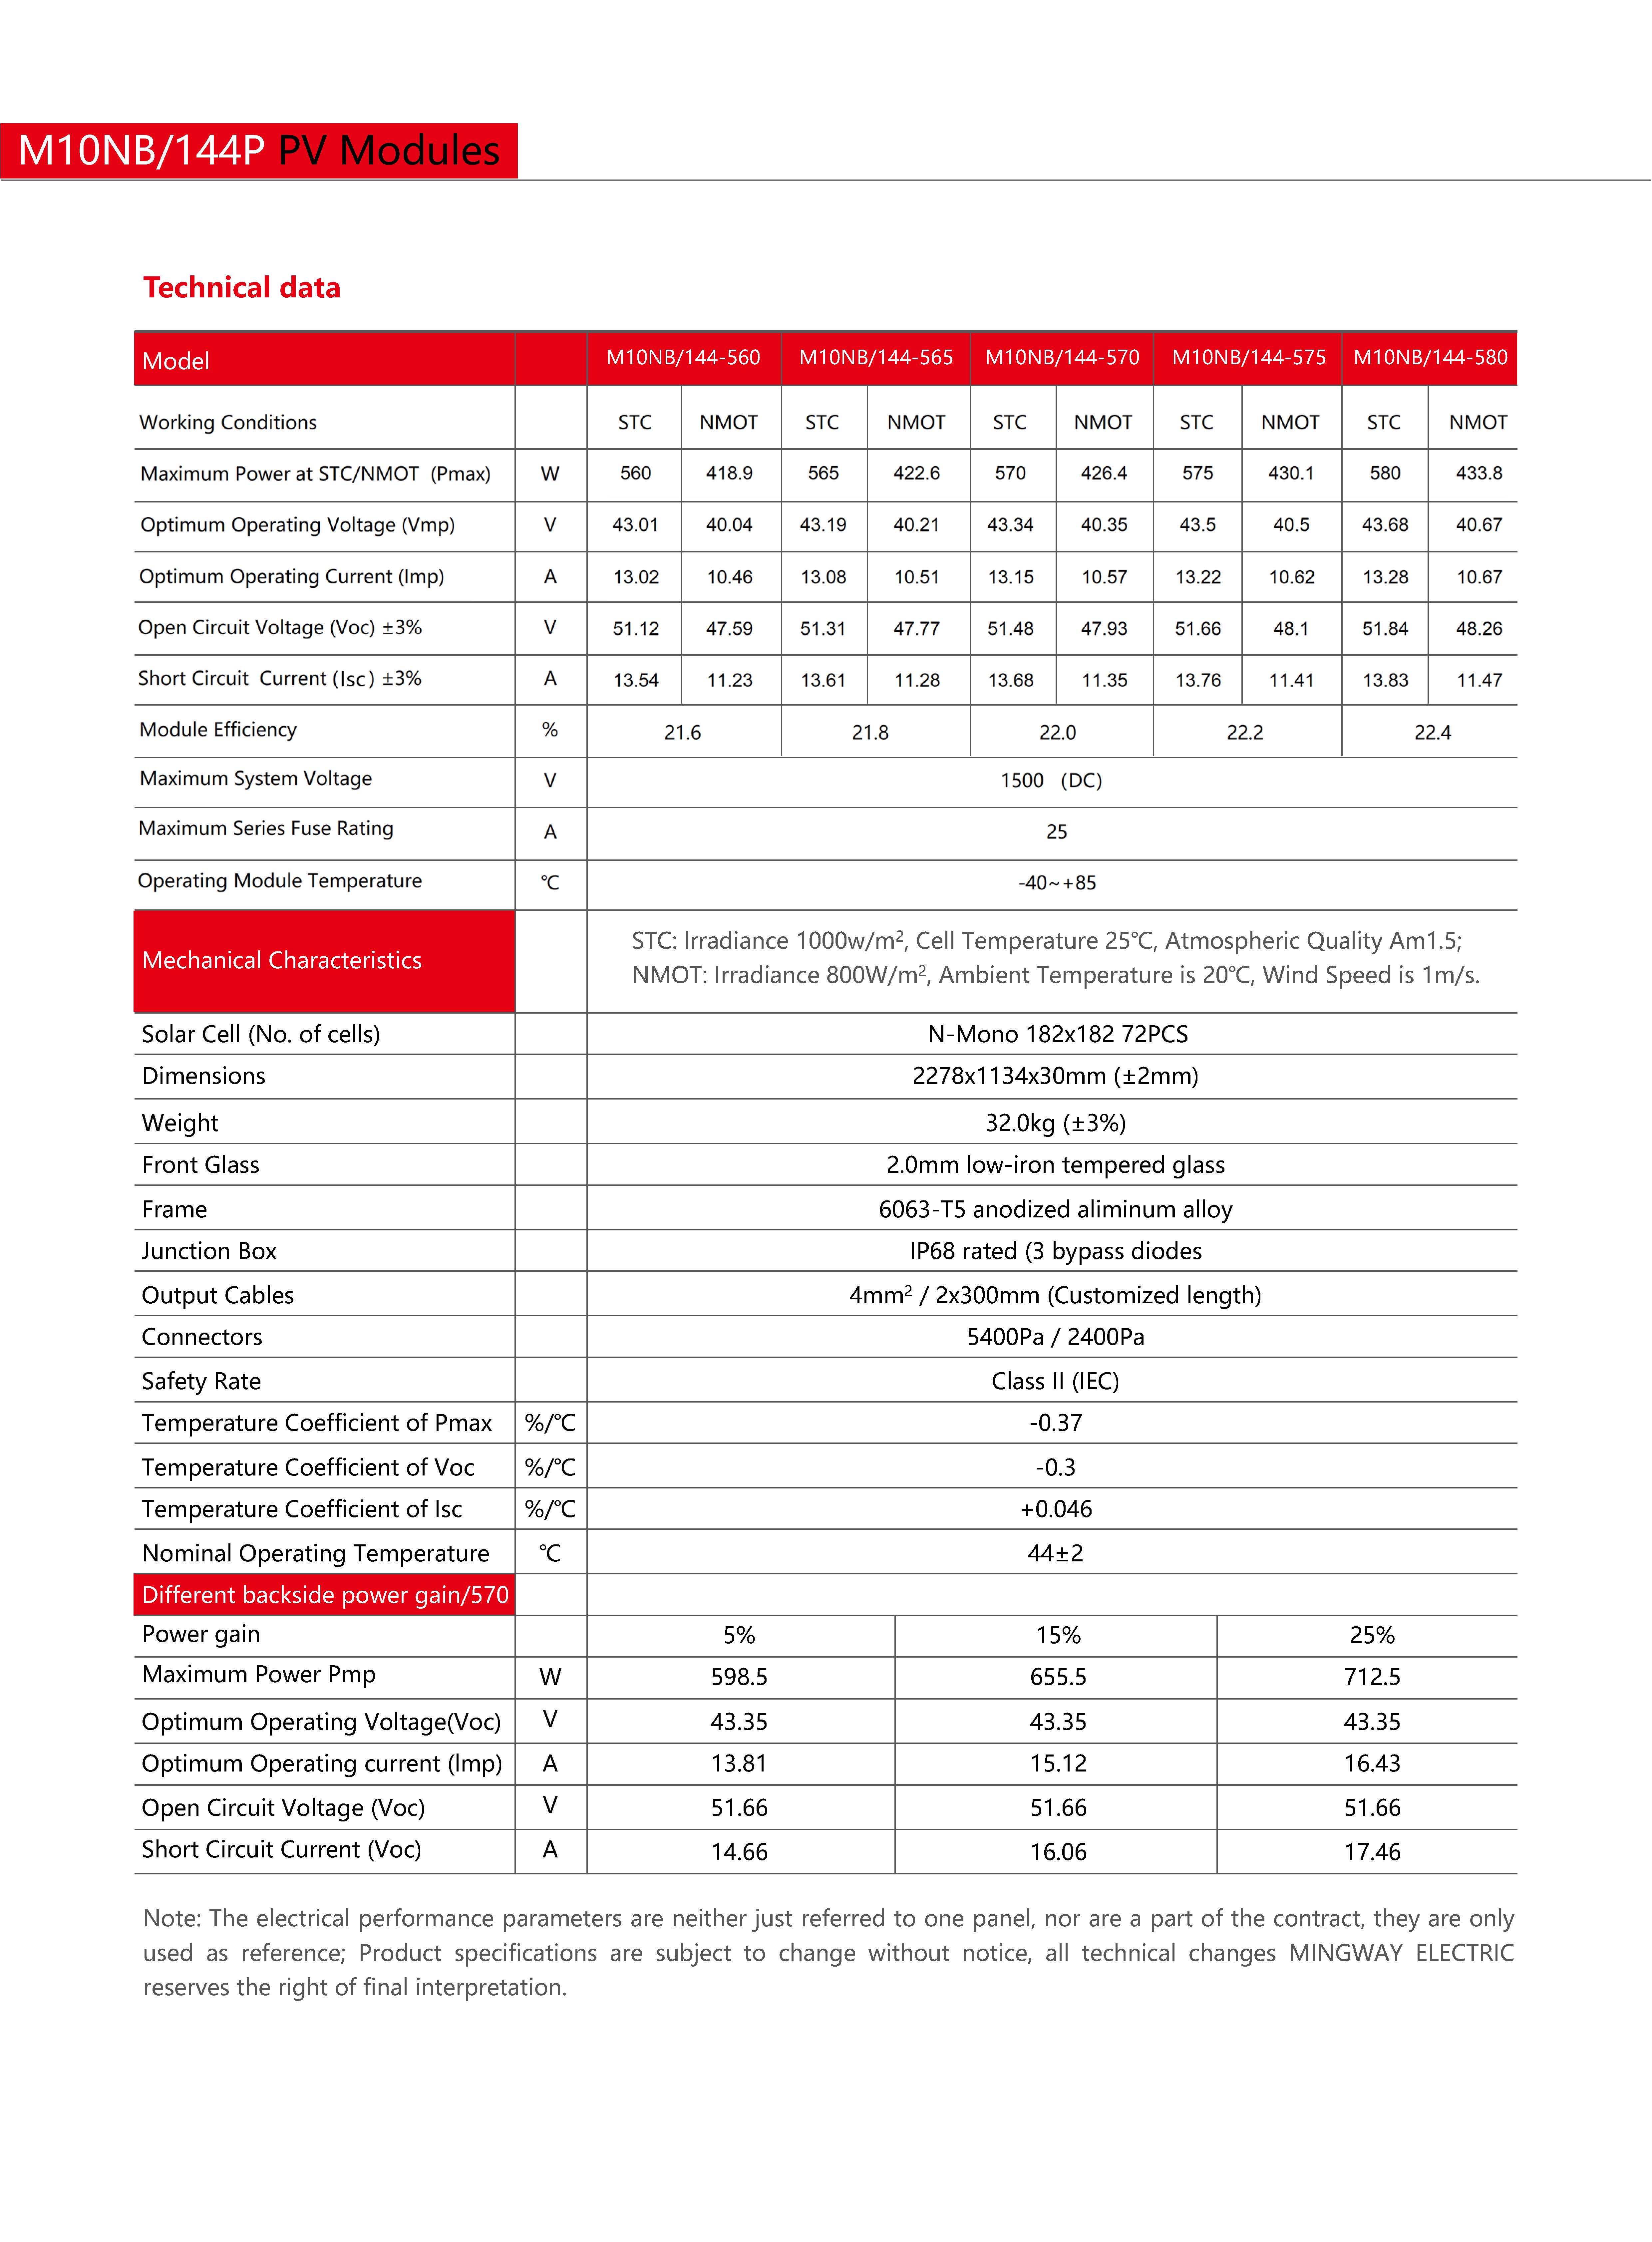 M10NB/144P PV Modules
Technical data
Model M10NB/144-560 M10NB/144-565 M10NB/144-570 M10NB/144-575 M10NB/144-580
Working Conditions STC NMOT STC NMOT STC NMOT STC NMOT STC NMOT
Maximum Power at STC/NMOT (Pmax) W 560 418.9 565 422.6 570 426.4 575 430.1 580 433.8
Optimum Operating Voltage (Vmp) V 43.01 40.04 43.19 40.21 43.34 40.35 43.5 40.5 43.68 40.67
Optimum Operating Current (Imp) A 13.02 10.46 13.08 10.51 13.15 10.57 13.22 10.62 13.28 10.67
Open Circuit Voltage (Voc) ±3% V 51.12 47.59 51.31 47.77 51.48 47.93 51.66 48.1 51.84 48.26
Short Circuit Current (Isc) ±3% A 13.54 11.23 13.61 11.28 13.68 11.35 13.76 11.41 13.83 11.47
Module Efficiency % 21.6 21.8 22.0 22.2 22.4
Maximum System Voltage V 1500 (DC)
Maximum Series Fuse Rating A 25
Operating Module Temperature ℃ -40~+85
Mechanical Characteristics
STC: Irradiance 1000w/m², Cell Temperature 25℃, Atmospheric Quality Am1.5;
NMOT: Irradiance 800W/m², Ambient Temperature is 20℃, Wind Speed is 1m/s.
Solar Cell (No. of cells) N-Mono 182x182 72PCS
Dimensions 2278x1134x30mm (±2mm)
Weight 32.0kg (±3%)
Front Glass 2.0mm low-iron tempered glass
Frame 6063-T5 anodized aliminum alloy
Junction Box IP68 rated (3 bypass diodes
Output Cables 4mm² / 2x300mm (Customized length)
Connectors 5400Pa / 2400Pa
Safety Rate Class II (IEC)
Temperature Coefficient of Pmax %/℃ -0.37
Temperature Coefficient of Voc %/℃ -0.3
Temperature Coefficient of Isc %/℃ +0.046
Nominal Operating Temperature ℃ 44±2
Different backside power gain/570
Power gain 5% 15% 25%
Maximum Power Pmp W 598.5 655.5 712.5
Optimum Operating Voltage(Voc) V 43.35 43.35 43.35
Optimum Operating current (lmp) A 13.81 15.12 16.43
Open Circuit Voltage (Voc) V 51.66 51.66 51.66
Short Circuit Current (Voc) A 14.66 16.06 17.46
Note: The electrical performance parameters are neither just referred to one panel, nor are a part of the contract, they are only
used as reference; Product specifications are subject to change without notice, all technical changes MINGWAY ELECTRIC
reserves the right of final interpretation.